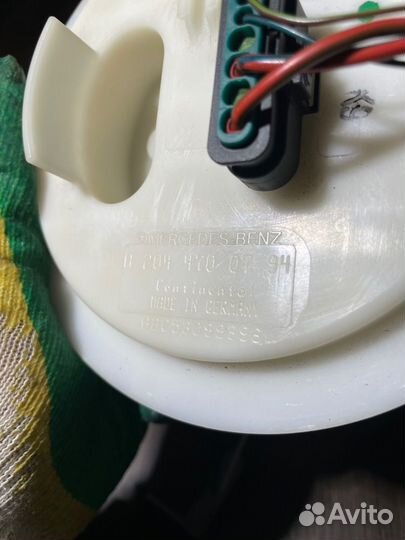 MERCEDES-BENZ
A 204 470 07 94
Continental
MADE IN GERMANY
Avito